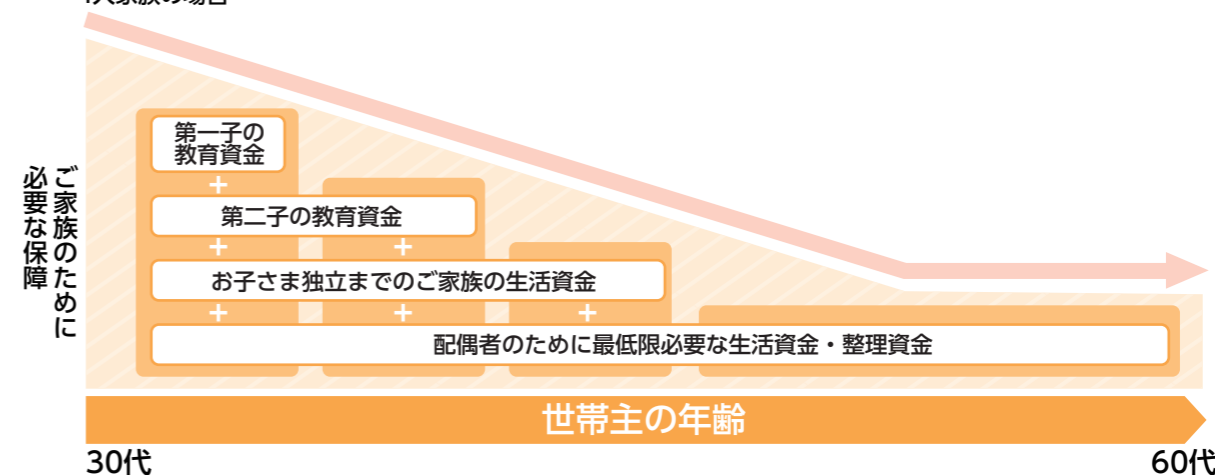 第一子の
教育資金
+
第二子の教育資金
+ +
お子さま独立までのご家族の生活資金
+ + +
配偶者のために最低限必要な生活資金・整理資金
ご家族のために
必要な保障
世帯主の年齢
30代
60代